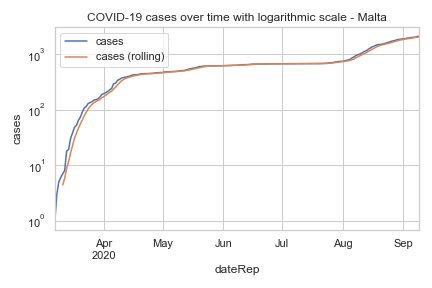 COVID-19 cases over time with logarithmic scale - Malta
cases
cases (rolling)
10³
10²
10¹
10⁰
cases
Apr
2020
May
Jun
Jul
Aug
Sep
dateRep